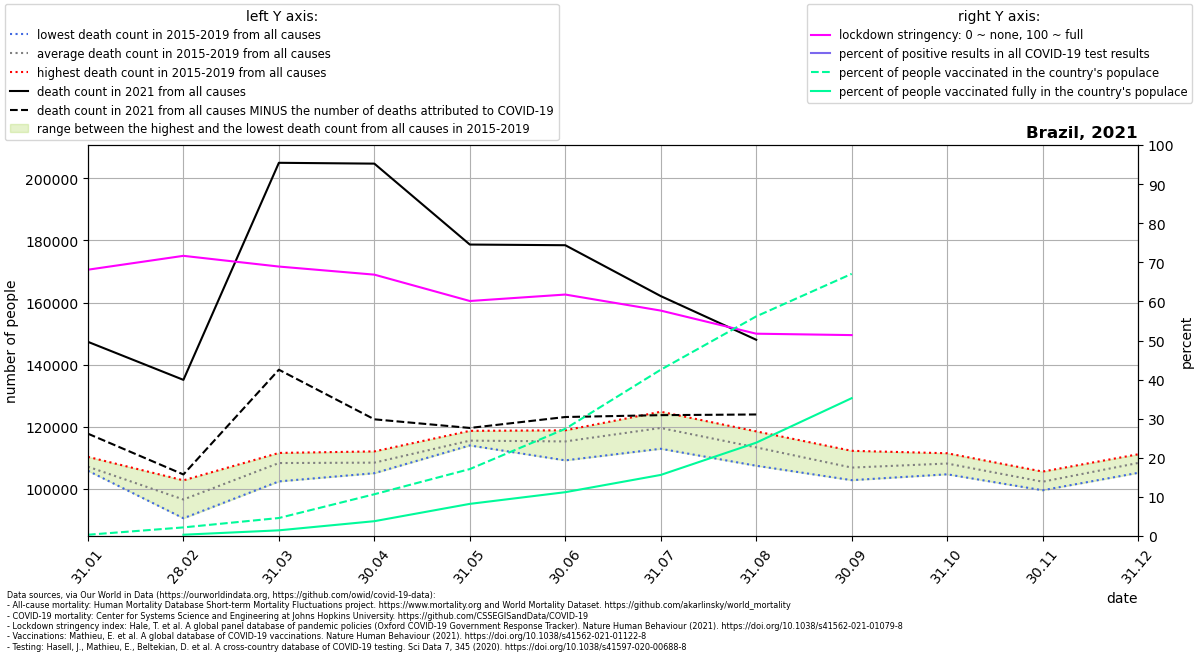 left Y axis:
lowest death count in 2015-2019 from all causes
average death count in 2015-2019 from all causes
highest death count in 2015-2019 from all causes
death count in 2021 from all causes
death count in 2021 from all causes MINUS the number of deaths attributed to COVID-19
range between the highest and the lowest death count from all causes in 2015-2019
right Y axis:
lockdown stringency: 0 ~ none, 100 ~ full
percent of positive results in all COVID-19 test results
percent of people vaccinated in the country's populace
percent of people vaccinated fully in the country's populace
Brazil, 2021
number of people
200000
180000
160000
140000
120000
100000
100
90
80
70
60
50
40
30
20
10
0
percent
31.01
28.02
31.03
30.04
31.05
30.06
31.07
31.08
30.09
31.10
30.11
31.12
date
Data sources, via Our World in Data (https://ourworldindata.org, https://github.com/owid/covid-19-data):
- All-cause mortality: Human Mortality Database Short-term Mortality Fluctuations project. https://www.mortality.org and World Mortality Dataset. https://github.com/akarlinsky/world_mortality
- COVID-19 mortality: Center for Systems Science and Engineering at Johns Hopkins University. https://github.com/CSSEGISandData/COVID-19
- Lockdown stringency index: Hale, T. et al. A global panel database of pandemic policies (Oxford COVID-19 Government Response Tracker). Nature Human Behaviour (2021). https://doi.org/10.1038/s41562-021-01079-8
- Vaccinations: Mathieu, E. et al. A global database of COVID-19 vaccinations. Nature Human Behaviour (2021). https://doi.org/10.1038/s41562-021-01122-8
- Testing: Hasell, J., Mathieu, E., Beltekian, D. et al. A cross-country database of COVID-19 testing. Sci Data 7, 345 (2020). https://doi.org/10.1038/s41597-020-00688-8